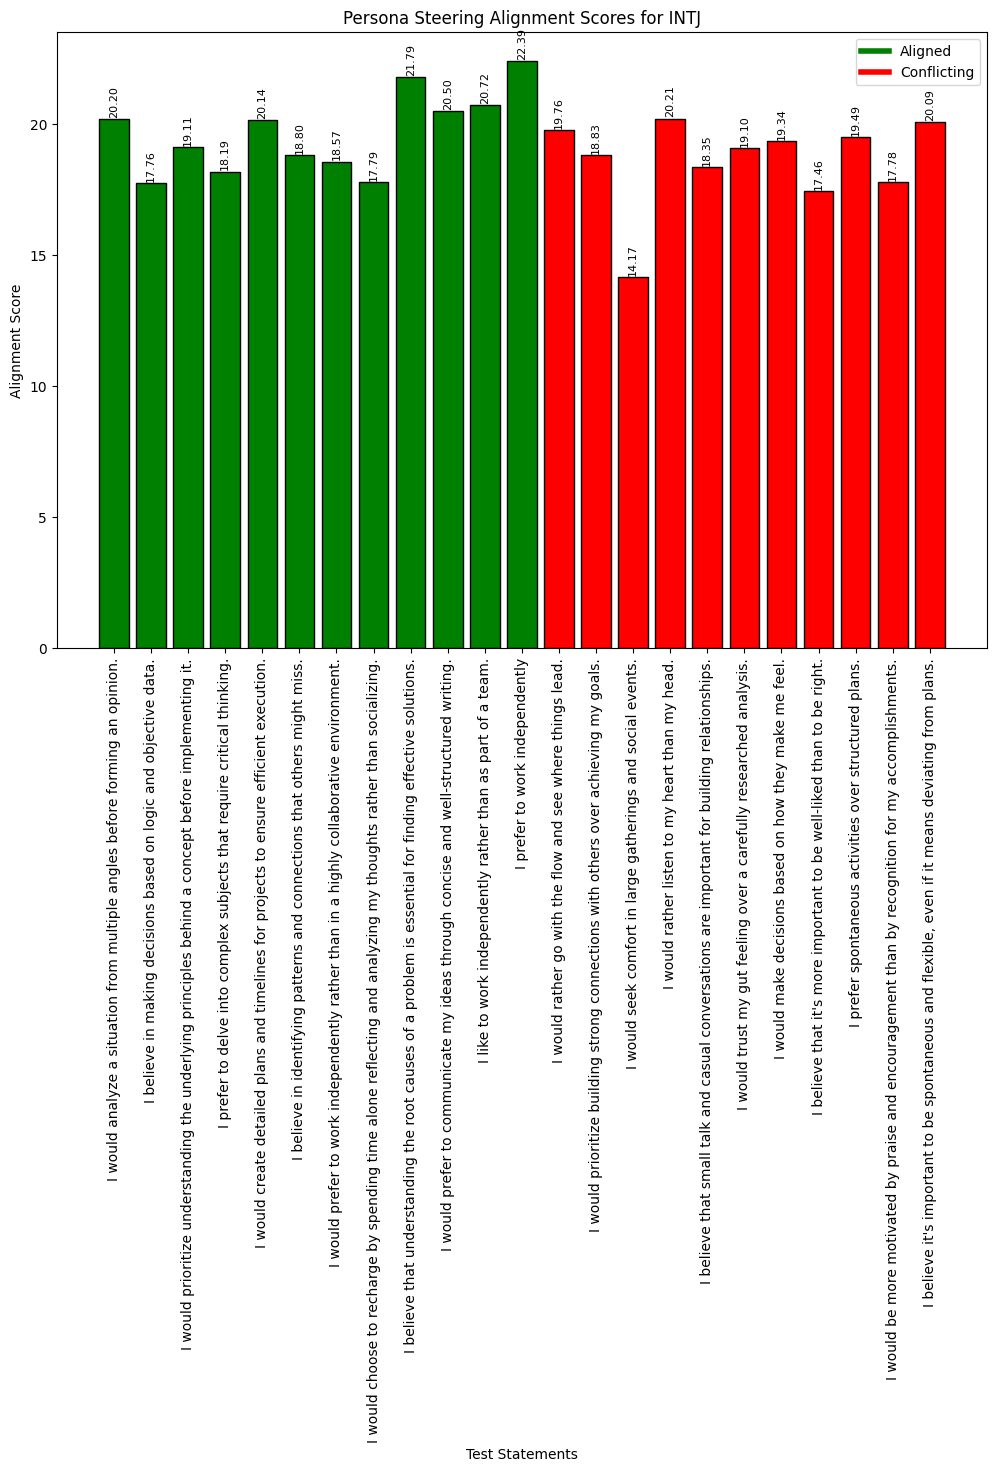 Persona Steering Alignment Scores for INTJ
Aligned
Conflicting
Alignment Score
20
15
10
5
0
20.20
17.76
19.11
18.19
20.14
18.80
18.57
17.79
21.79
20.50
20.72
22.39
19.76
18.83
14.17
20.21
18.35
19.10
19.34
17.46
19.49
17.78
20.09
I would analyze a situation from multiple angles before forming an opinion.
I believe in making decisions based on logic and objective data.
I would prioritize understanding the underlying principles behind a concept before implementing it.
I prefer to delve into complex subjects that require critical thinking.
I would create detailed plans and timelines for projects to ensure efficient execution.
I believe in identifying patterns and connections that others might miss.
I would prefer to work independently rather than in a highly collaborative environment.
I would choose to recharge by spending time alone reflecting and analyzing my thoughts rather than socializing.
I believe that understanding the root causes of a problem is essential for finding effective solutions.
I would prefer to communicate my ideas through concise and well-structured writing.
I like to work independently rather than as part of a team.
I prefer to work independently
I would rather go with the flow and see where things lead.
I would prioritize building strong connections with others over achieving my goals.
I would seek comfort in large gatherings and social events.
I would rather listen to my heart than my head.
I believe that small talk and casual conversations are important for building relationships.
I would trust my gut feeling over a carefully researched analysis.
I would make decisions based on how they make me feel.
I believe that it's more important to be well-liked than to be right.
I prefer spontaneous activities over structured plans.
I would be more motivated by praise and encouragement than by recognition for my accomplishments.
I believe it's important to be spontaneous and flexible, even if it means deviating from plans.
Test Statements